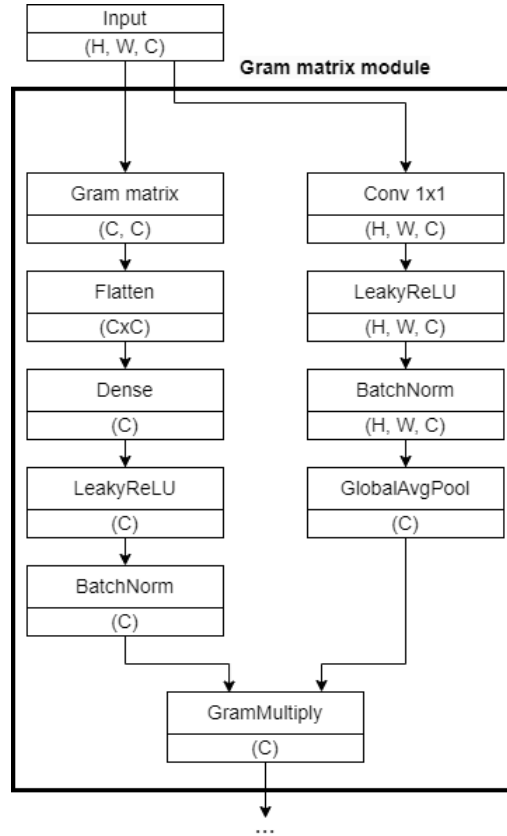 Input
(H, W, C)
Gram matrix module
Gram matrix
(C, C)
Flatten
(CxC)
Dense
(C)
LeakyReLU
(C)
BatchNorm
(C)
Conv 1x1
(H, W, C)
LeakyReLU
(H, W, C)
BatchNorm
(H, W, C)
GlobalAvgPool
(C)
GramMultiply
(C)
...